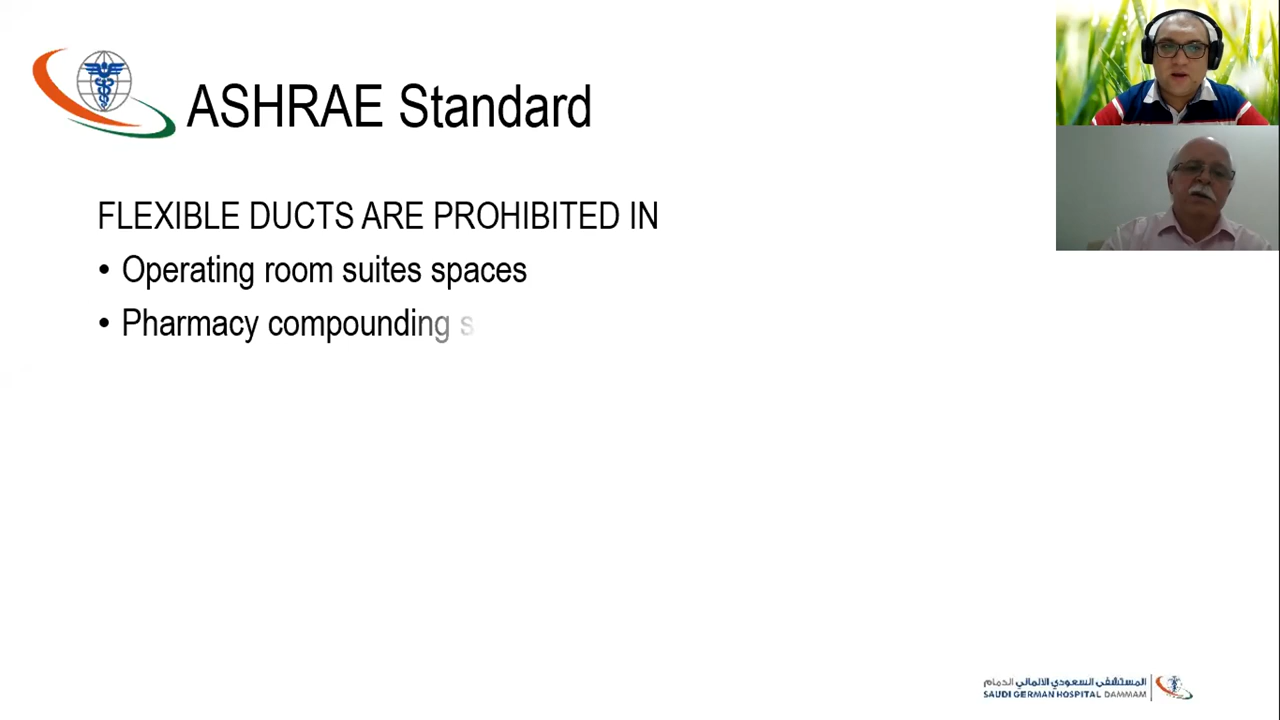 ASHRAE Standard
FLEXIBLE DUCTS ARE PROHIBITED IN
• Operating room suites spaces
• Pharmacy compounding s
المستشفى السعودي الألماني الدمام
SAUDI GERMAN HOSPITAL DAMMAM